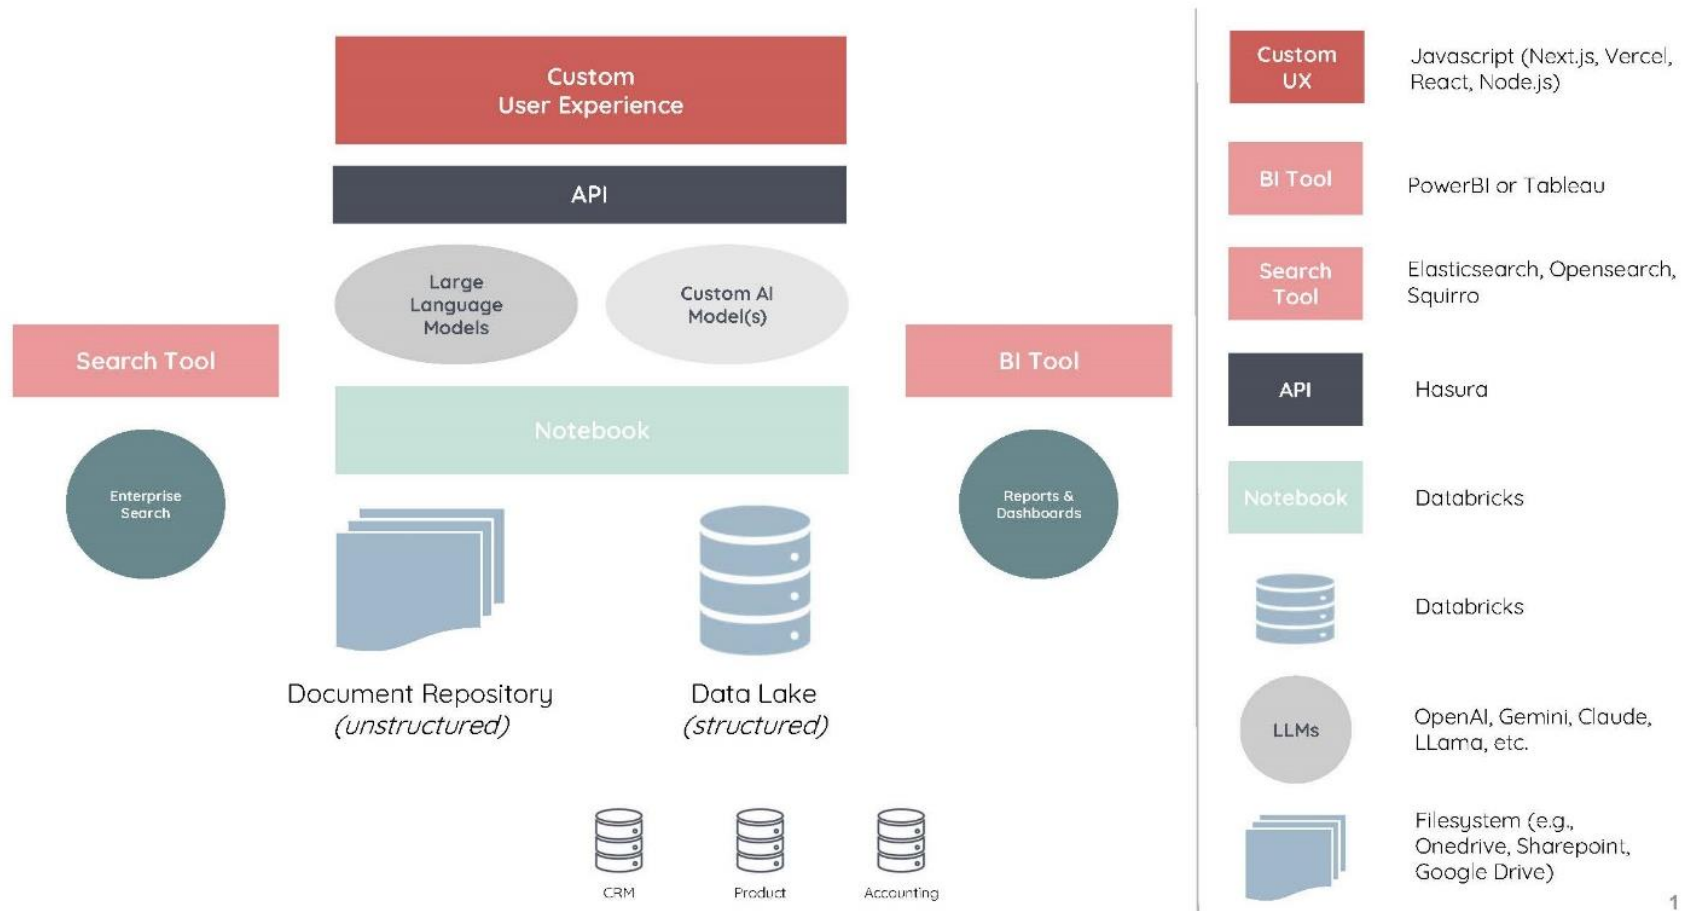 Custom
User Experience
API
Large
Language
Models
Custom AI
Model(s)
Search Tool
BI Tool
Notebook
Enterprise
Search
Reports &
Dashboards
Document Repository
(unstructured)
Data Lake
(structured)
CRM
Product
Accounting
Custom
UX
Javascript (Next.js, Vercel,
React, Node.js)
BI Tool
PowerBI or Tableau
Search
Tool
Elasticsearch, Opensearch,
Squirro
API
Hasura
Notebook
Databricks
Databricks
LLMs
OpenAI, Gemini, Claude,
LLama, etc.
Filesystem (e.g.,
Onedrive, Sharepoint,
Google Drive)
1